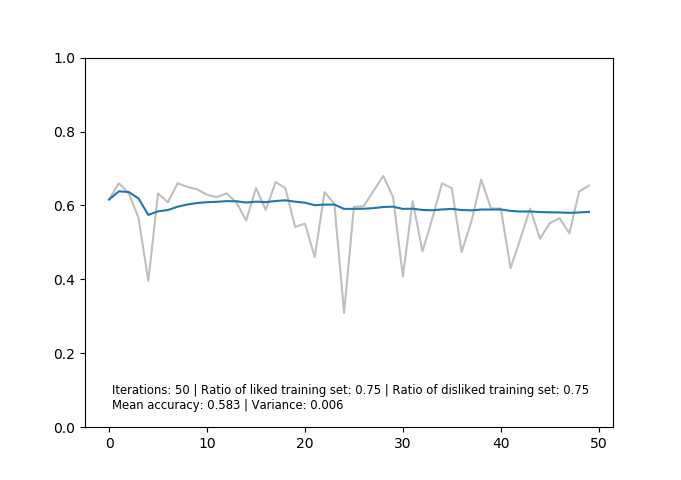 1.0
0.8
0.6
0.4
0.2
0.0
Iterations: 50 | Ratio of liked training set: 0.75 | Ratio of disliked training set: 0.75
Mean accuracy: 0.583 | Variance: 0.006
0 10 20 30 40 50